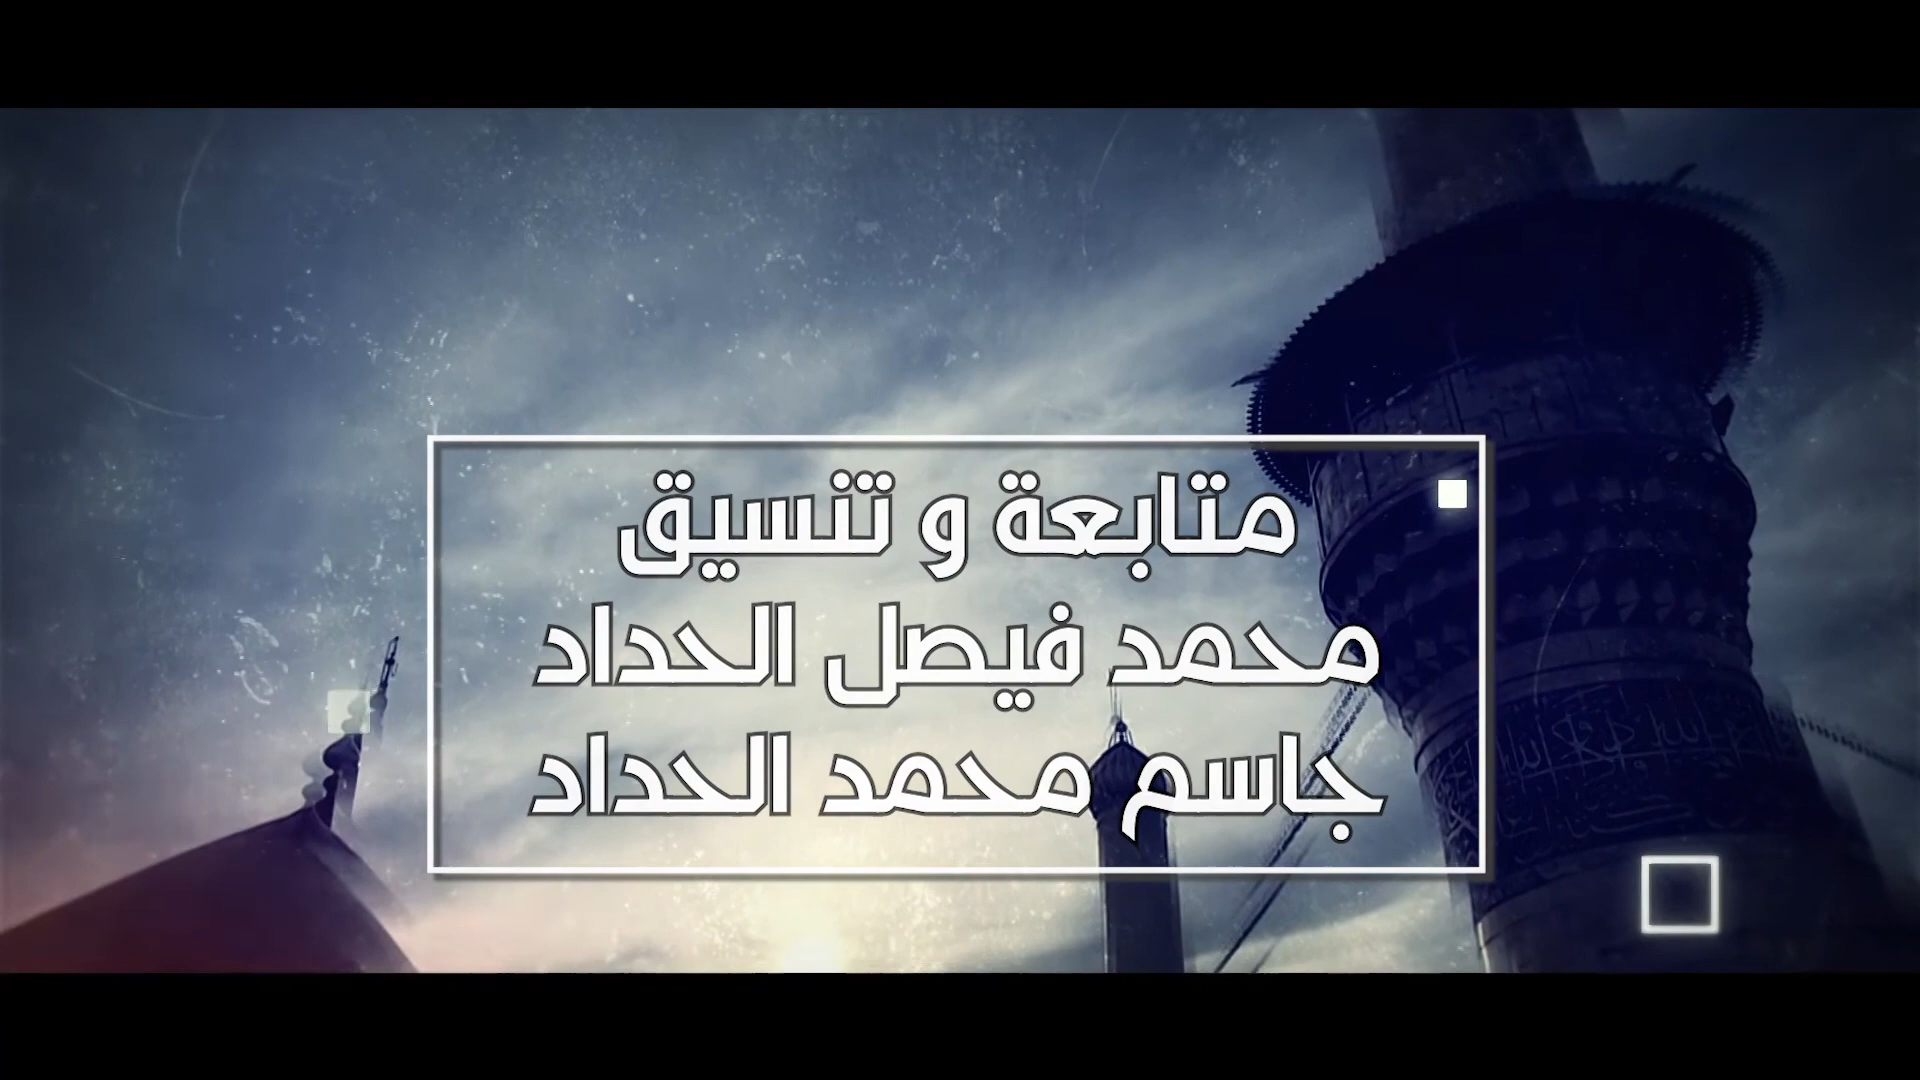 متابعة و تنسيق
محمد فيصل الحداد
جاسم محمد الحداد